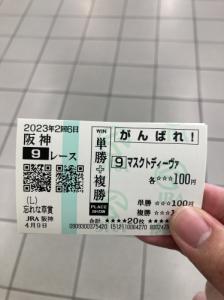 2023年2回6日
阪神
9 レース
(L)
忘れな草賞
JRA 阪神
4月9日
WIN
単勝+複勝
PLACE SHOW
がんばれ!
9 マスクトディーヴァ
各☆☆☆100円
単勝 ☆☆☆100円
複勝 ☆☆☆1
合計 ☆☆☆☆20枚